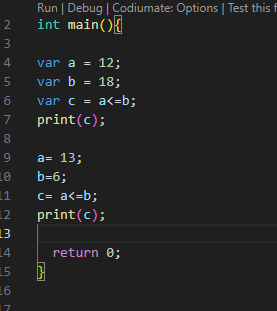 Run | Debug | Codiumate: Options | Test this f
2 int main(){
3
4 var a = 12;
5 var b = 18;
6 var c = a<=b;
7 print(c);
8
9 a= 13;
10 b=6;
11 c= a<=b;
12 print(c);
13
14 return 0;
15 }
16
17